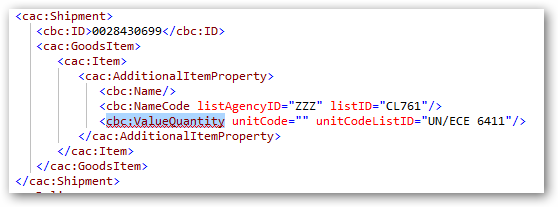 <cac:Shipment>
<cbc:ID>0028430699</cbc:ID>
<cac:GoodsItem>
<cac:Item>
<cac:AdditionalItemProperty>
<cbc:Name/>
<cbc:NameCode listAgencyID="ZZZ" listID="CL761"/>
<cbc:ValueQuantity unitCode="" unitCodeListID="UN/ECE 6411"/>
</cac:AdditionalItemProperty>
</cac:Item>
</cac:GoodsItem>
</cac:Shipment>